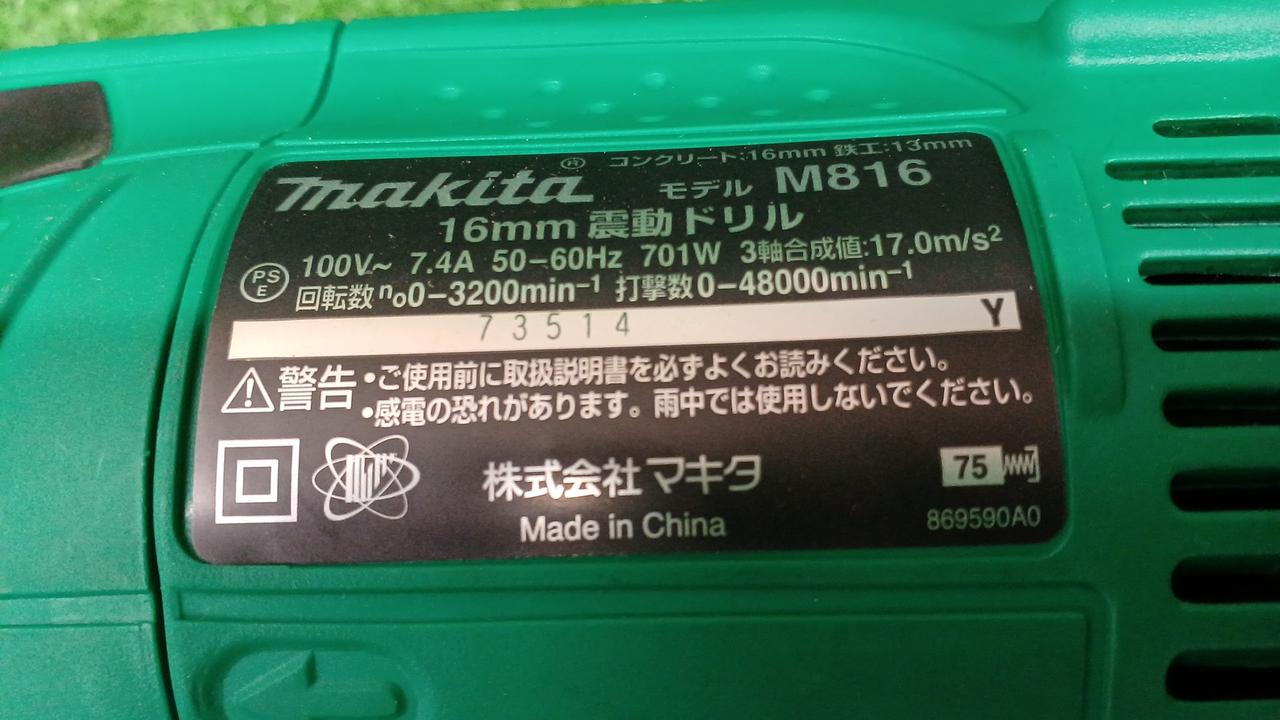 コンクリート:16mm 鉄工:13mm
makita® モデル M816
16mm 震動ドリル
PSE 100V~ 7.4A 50-60Hz 701W 3軸合成値:17.0m/s²
回転数 n₀0-3200min⁻¹ 打撃数 0-48000min⁻¹
73514 Y
⚠警告 •ご使用前に取扱説明書を必ずよくお読みください。
•感電の恐れがあります。雨中では使用しないでください。
株式会社マキタ 75
Made in China 869590A0